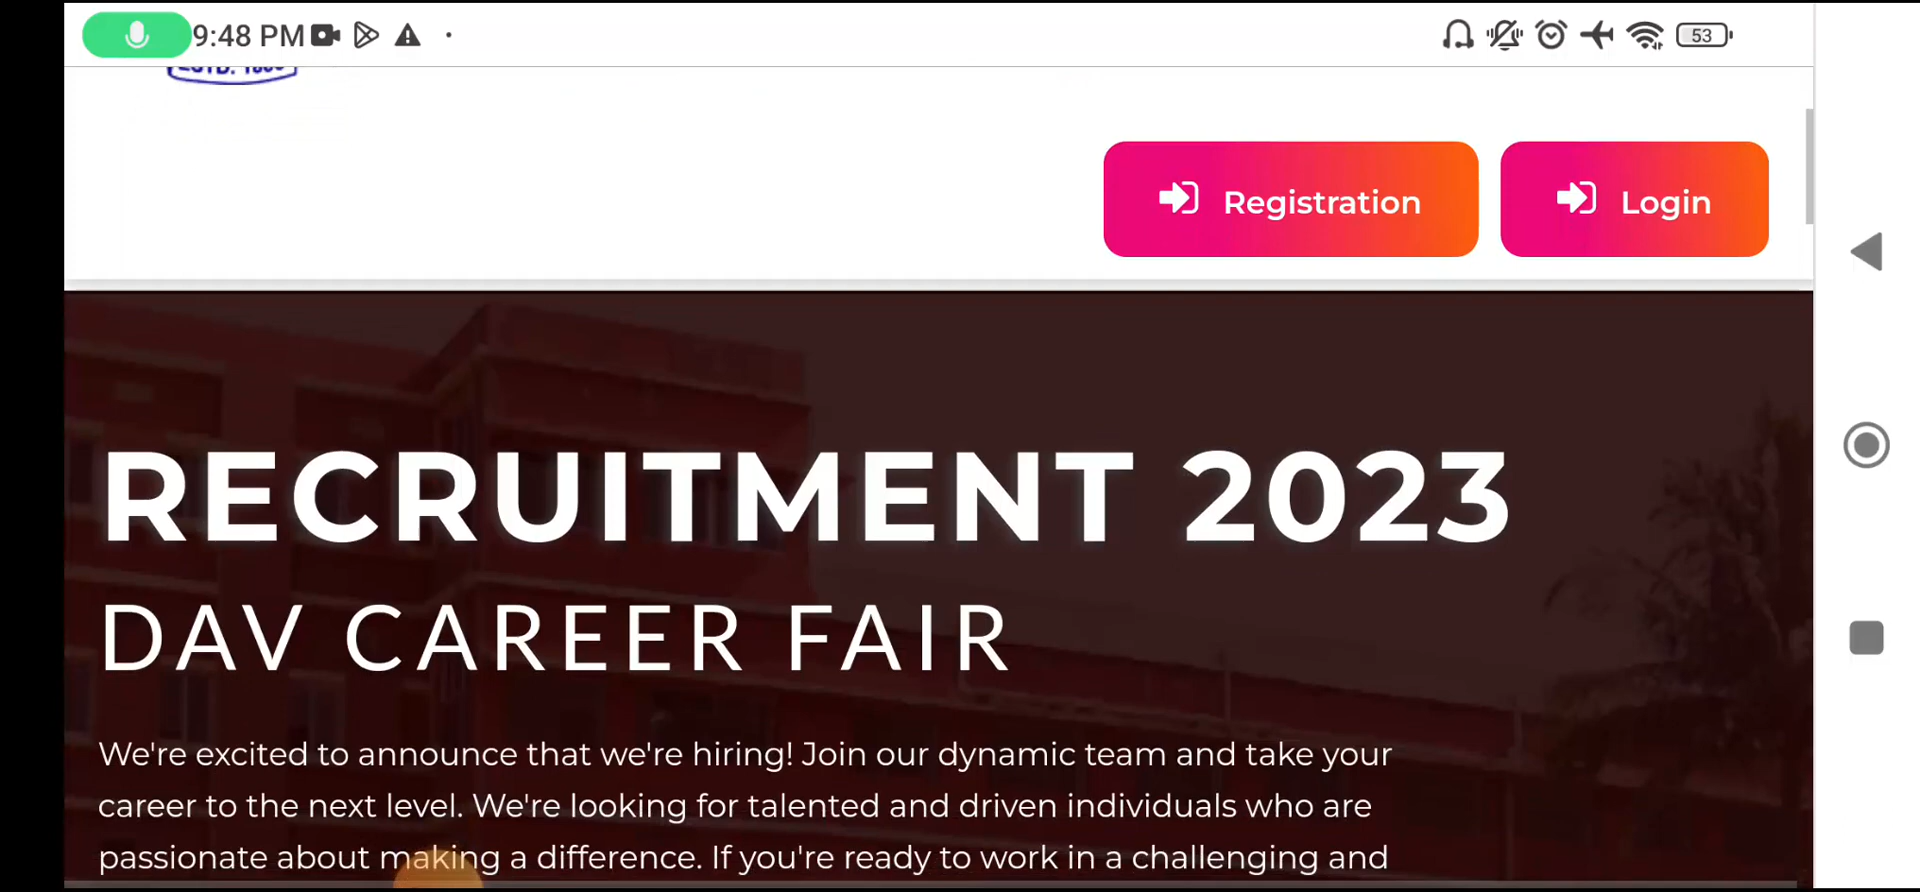 9:48 PM
53
ESTD.
Registration
Login
RECRUITMENT 2023
DAV CAREER FAIR
We're excited to announce that we're hiring! Join our dynamic team and take your
career to the next level. We're looking for talented and driven individuals who are
passionate about making a difference. If you're ready to work in a challenging and